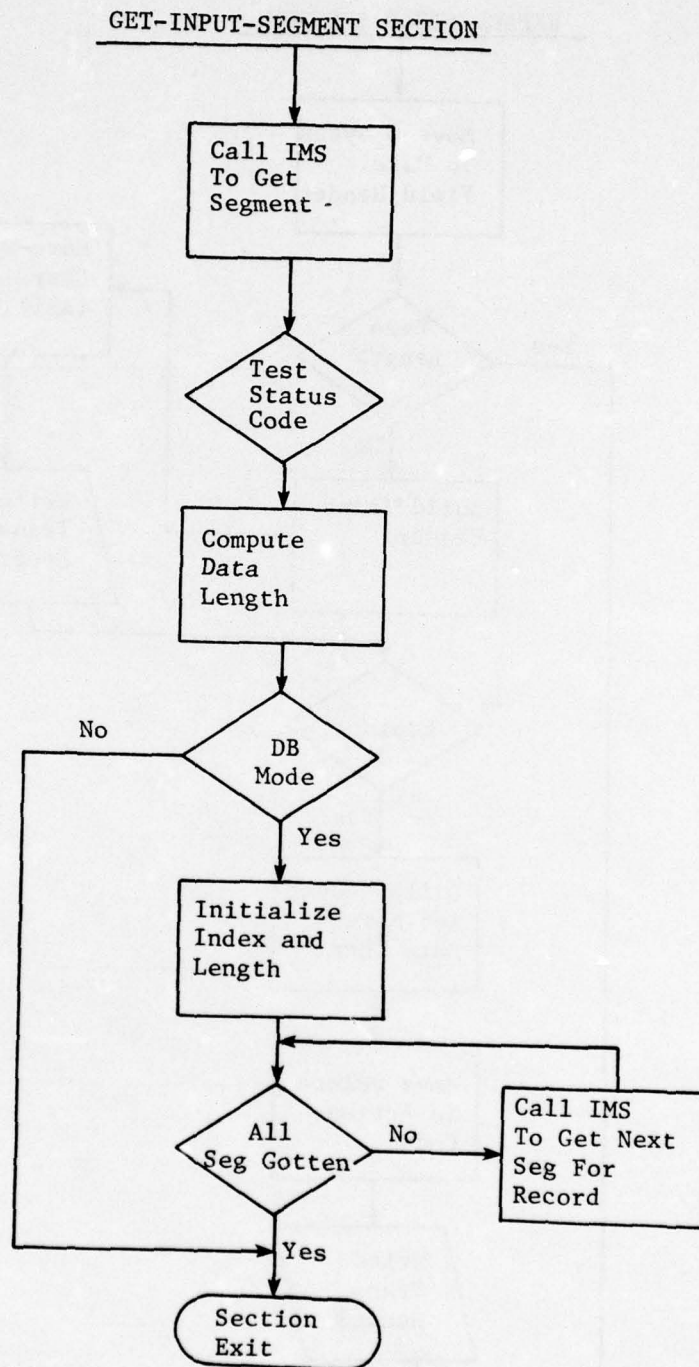 GET-INPUT-SEGMENT SECTION
Call IMS
To Get
Segment
Test
Status
Code
Compute
Data
Length
No
DB
Mode
Yes
Initialize
Index and
Length
All
Seg Gotten
No
Call IMS
To Get Next
Seg For
Record
Yes
Section
Exit